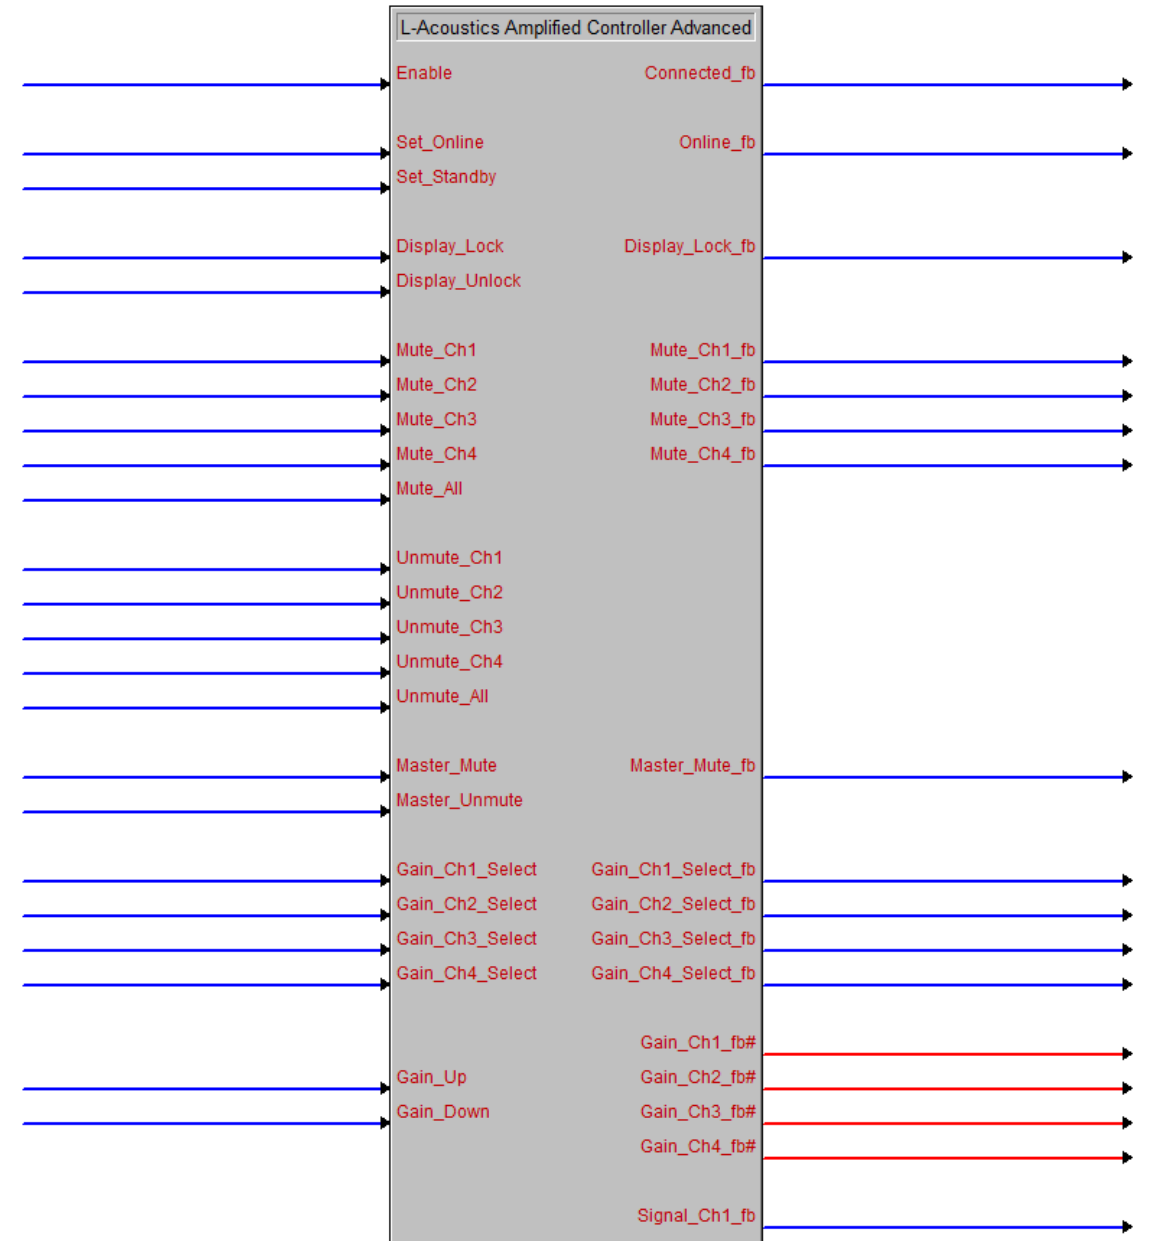 L-Acoustics Amplified Controller Advanced
Enable Connected_fb
Set_Online Online_fb
Set_Standby
Display_Lock Display_Lock_fb
Display_Unlock
Mute_Ch1 Mute_Ch1_fb
Mute_Ch2 Mute_Ch2_fb
Mute_Ch3 Mute_Ch3_fb
Mute_Ch4 Mute_Ch4_fb
Mute_All
Unmute_Ch1
Unmute_Ch2
Unmute_Ch3
Unmute_Ch4
Unmute_All
Master_Mute Master_Mute_fb
Master_Unmute
Gain_Ch1_Select Gain_Ch1_Select_fb
Gain_Ch2_Select Gain_Ch2_Select_fb
Gain_Ch3_Select Gain_Ch3_Select_fb
Gain_Ch4_Select Gain_Ch4_Select_fb
Gain_Ch1_fb#
Gain_Up Gain_Ch2_fb#
Gain_Down Gain_Ch3_fb#
Gain_Ch4_fb#
Signal_Ch1_fb